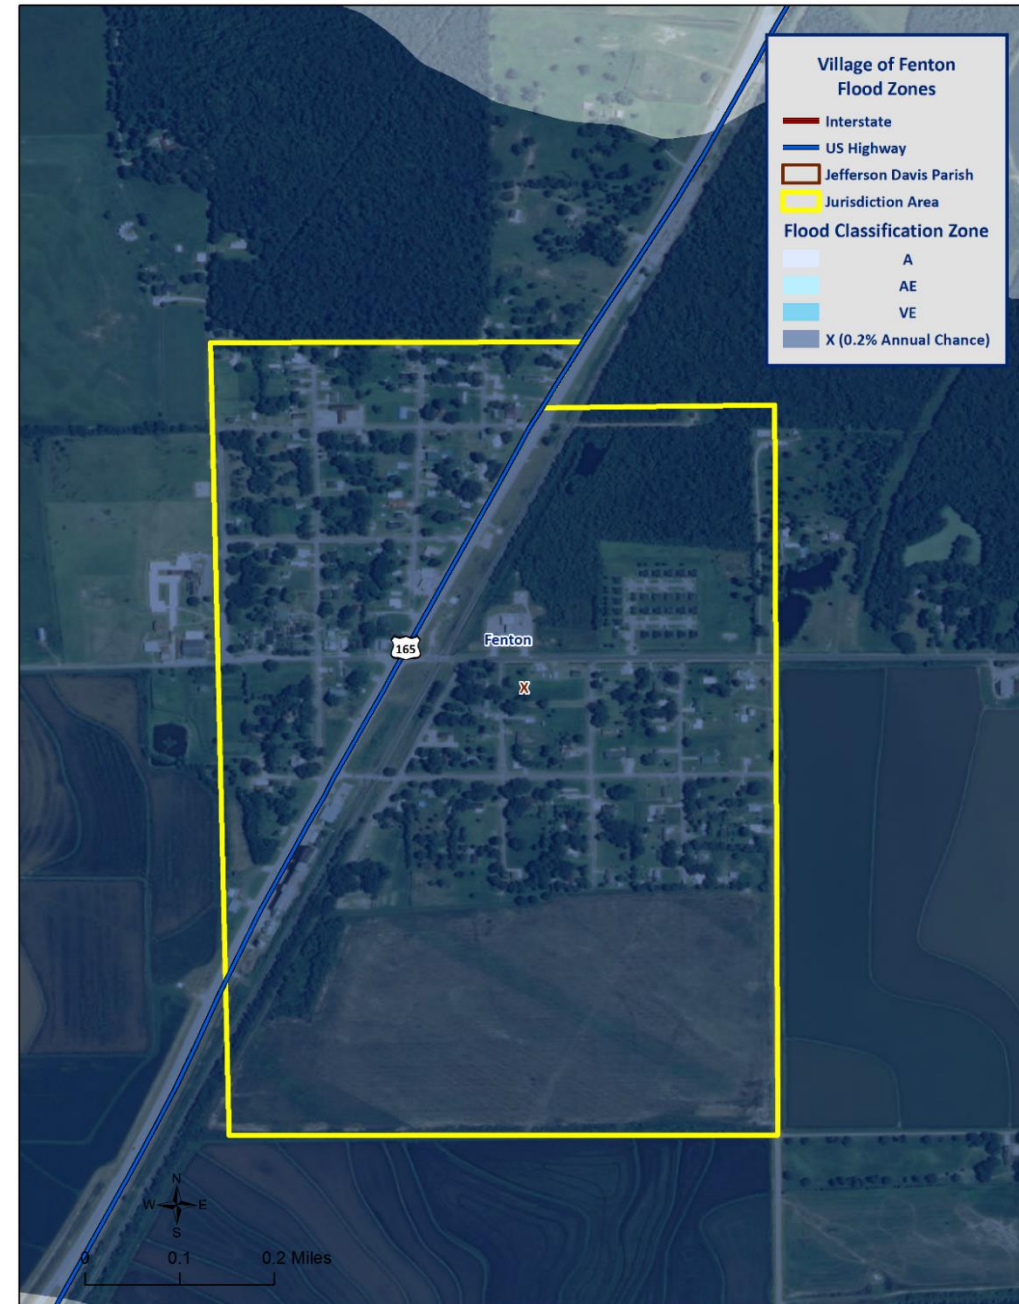 Village of Fenton
Flood Zones
Interstate
US Highway
Jefferson Davis Parish
Jurisdiction Area
Flood Classification Zone
A
AE
VE
X (0.2% Annual Chance)
165
Fenton
X
N
W E
S
0 0.1 0.2 Miles